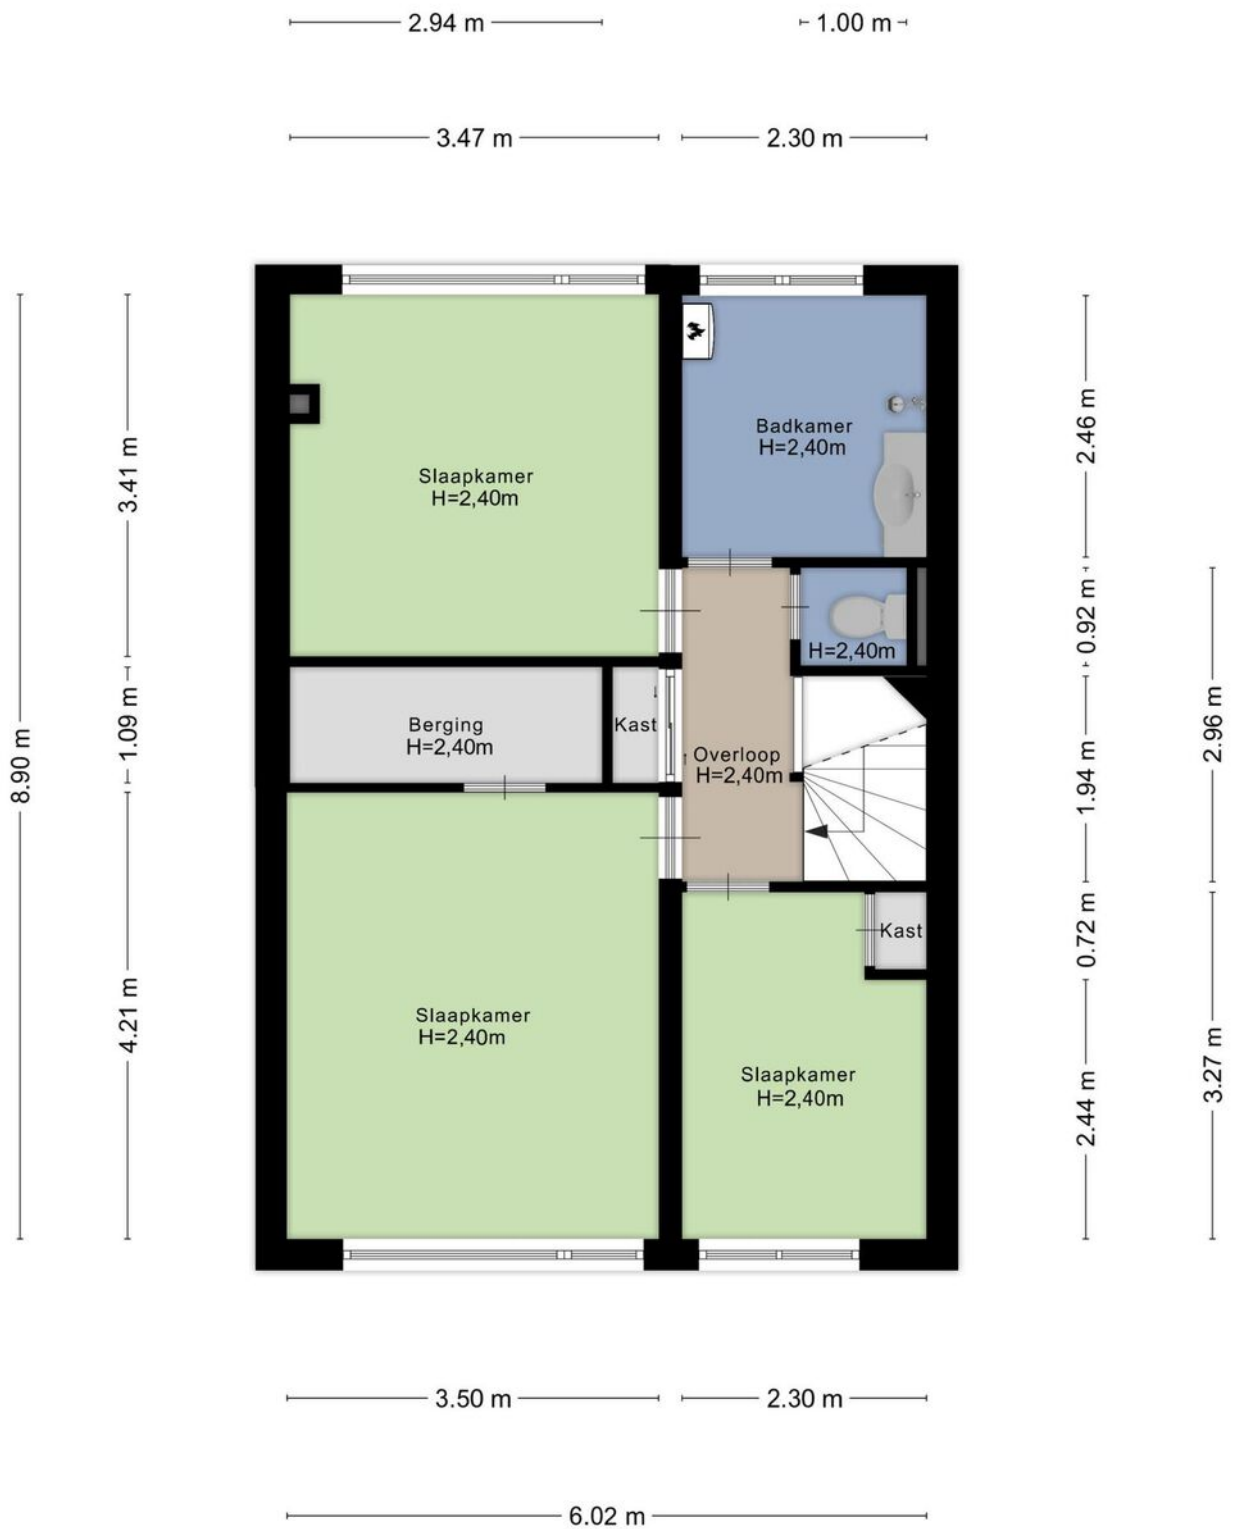 2.94 m
1.00 m
3.47 m
2.30 m
8.90 m
3.41 m
1.09 m
4.21 m
Slaapkamer
H=2,40m
Badkamer
H=2,40m
H=2,40m
Berging
H=2,40m
Kast
Overloop
H=2,40m
Slaapkamer
H=2,40m
Kast
Slaapkamer
H=2,40m
2.46 m
0.92 m
1.94 m
0.72 m
2.44 m
2.96 m
3.27 m
3.50 m
2.30 m
6.02 m